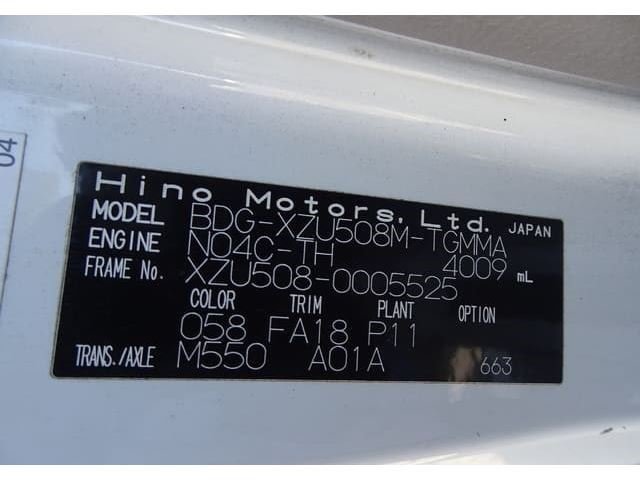 04
Hino Motors, Ltd. JAPAN
MODEL BDG-XZU508M-TGMMA
ENGINE N04C-TH 4009 mL
FRAME No. XZU508-0005525
COLOR TRIM PLANT OPTION
058 FA18 P11
TRANS./AXLE M550 A01A 663